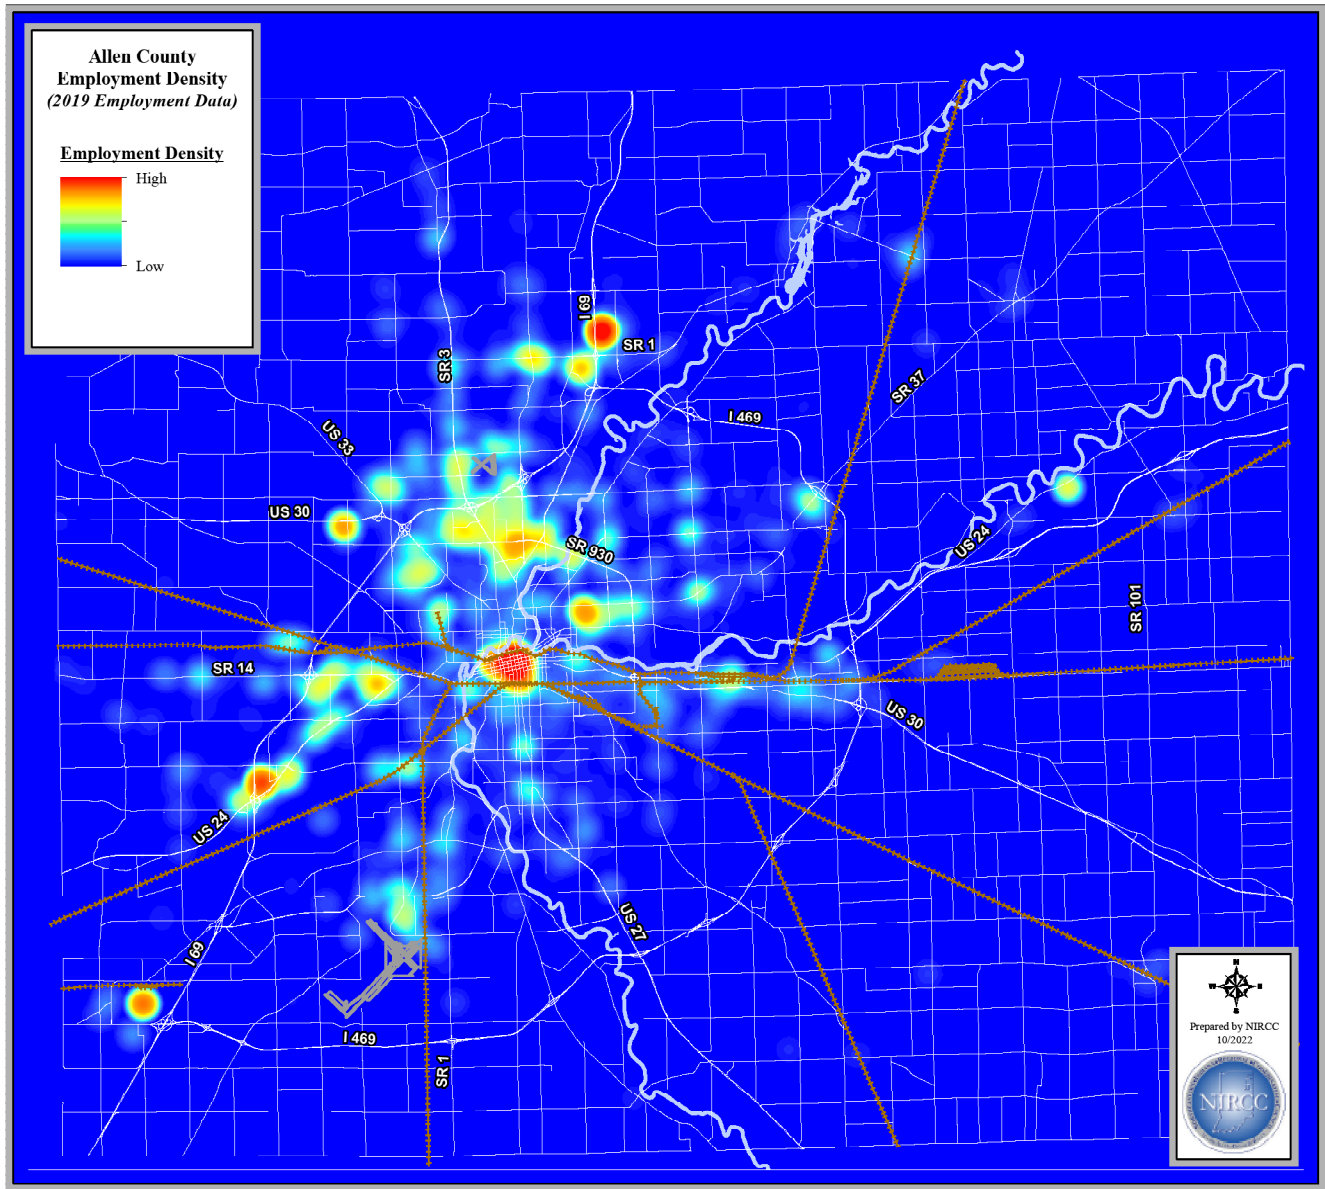 Allen County
Employment Density
(2019 Employment Data)
Employment Density
High
Low
I 69
SR 1
SR 3
SR 37
I 469
US 33
US 30
SR 930
US 24
SR 101
SR 14
US 30
US 24
US 27
I 69
I 469
SR 1
N
W
E
S
Prepared by NIRCC
10/2022
NIRCC